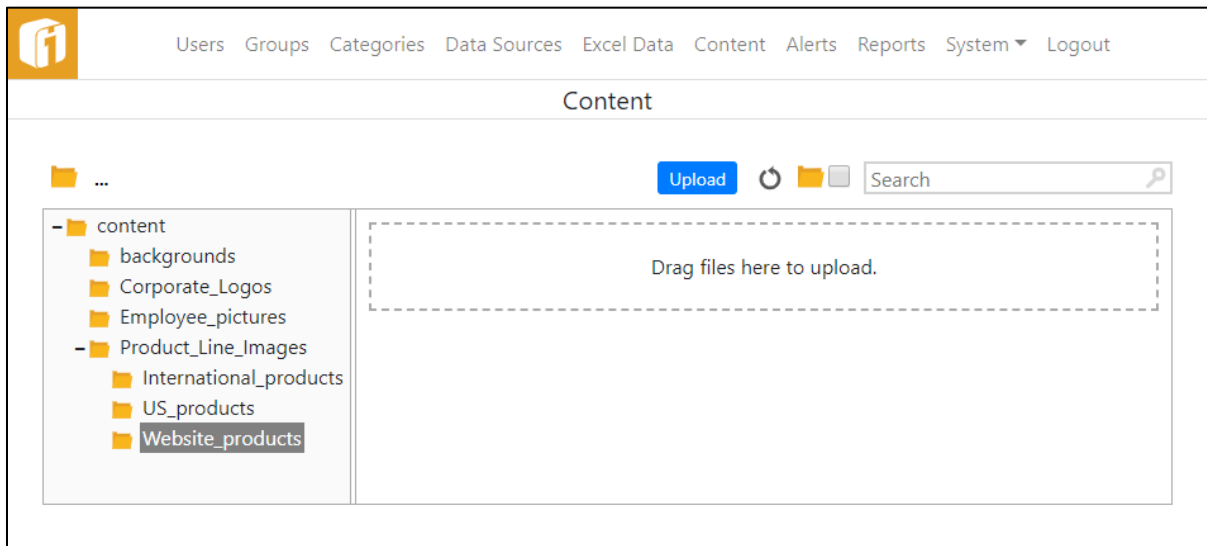 Users Groups Categories Data Sources Excel Data Content Alerts Reports System Logout
Content
...
Upload
Search
content
backgrounds
Corporate_Logos
Employee_pictures
Product_Line_Images
International_products
US_products
Website_products
Drag files here to upload.